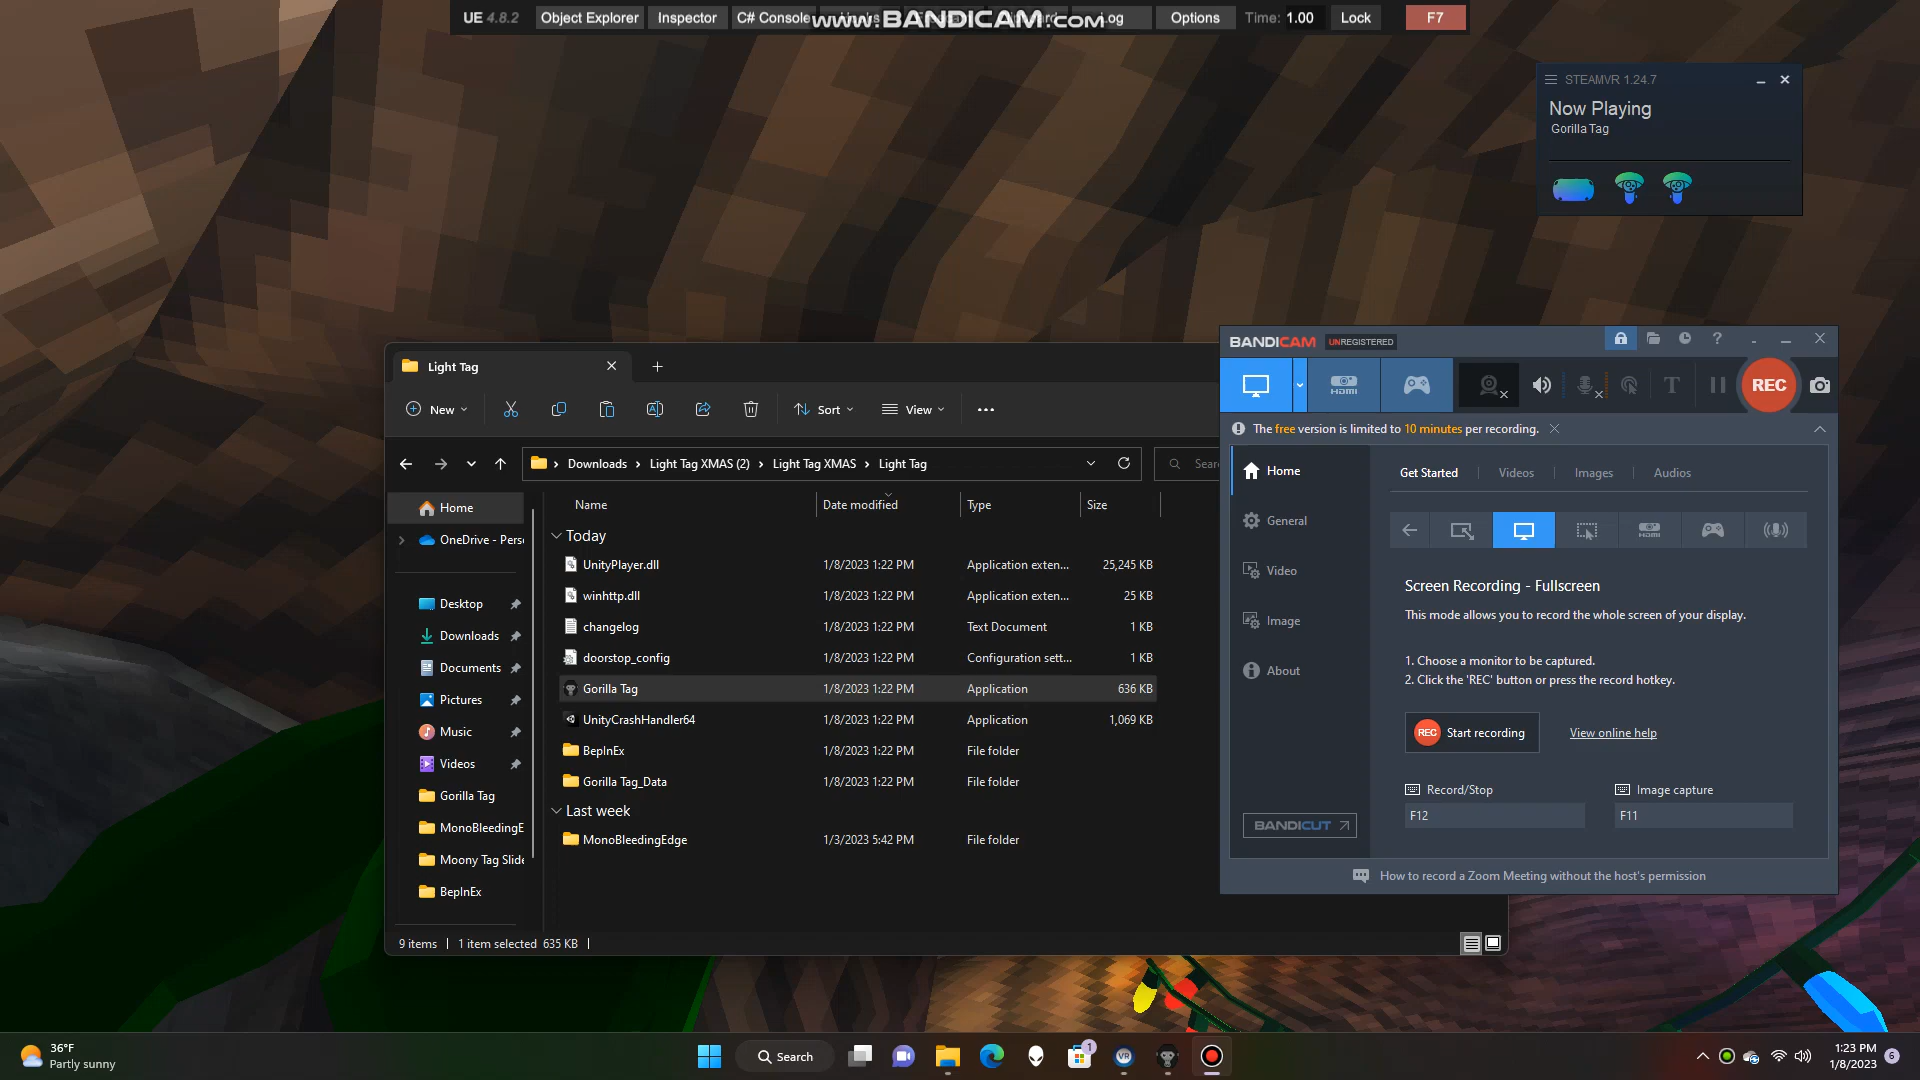 UE 4.8.2
Object Explorer
Inspector
C# Console
Log
Options
Time: 1.00
Lock
F7
www.BANDICAM.com
STEAMVR 1.24.7
Now Playing
Gorilla Tag
Light Tag
New
Sort
View
Downloads
Light Tag XMAS (2)
Light Tag XMAS
Light Tag
Sear
Name
Date modified
Type
Size
Home
OneDrive - Perso
Desktop
Downloads
Documents
Pictures
Music
Videos
Gorilla Tag
MonoBleedingE
Moony Tag Slide
BepInEx
Today
UnityPlayer.dll 1/8/2023 1:22 PM Application exten... 25,245 KB
winhttp.dll 1/8/2023 1:22 PM Application exten... 25 KB
changelog 1/8/2023 1:22 PM Text Document 1 KB
doorstop_config 1/8/2023 1:22 PM Configuration sett... 1 KB
Gorilla Tag 1/8/2023 1:22 PM Application 636 KB
UnityCrashHandler64 1/8/2023 1:22 PM Application 1,069 KB
BepInEx 1/8/2023 1:22 PM File folder
Gorilla Tag_Data 1/8/2023 1:22 PM File folder
Last week
MonoBleedingEdge 1/3/2023 5:42 PM File folder
9 items 1 item selected 635 KB
BANDICAM UNREGISTERED
HDMI
T
REC
The free version is limited to 10 minutes per recording.
Home
General
Video
Image
About
BANDICUT
Get Started
Videos
Images
Audios
HDMI
Screen Recording - Fullscreen
This mode allows you to record the whole screen of your display.
1. Choose a monitor to be captured.
2. Click the 'REC' button or press the record hotkey.
REC Start recording
View online help
Record/Stop
F12
Image capture
F11
How to record a Zoom Meeting without the host's permission
36°F
Partly sunny
Search
1
VR
1:23 PM
1/8/2023
6